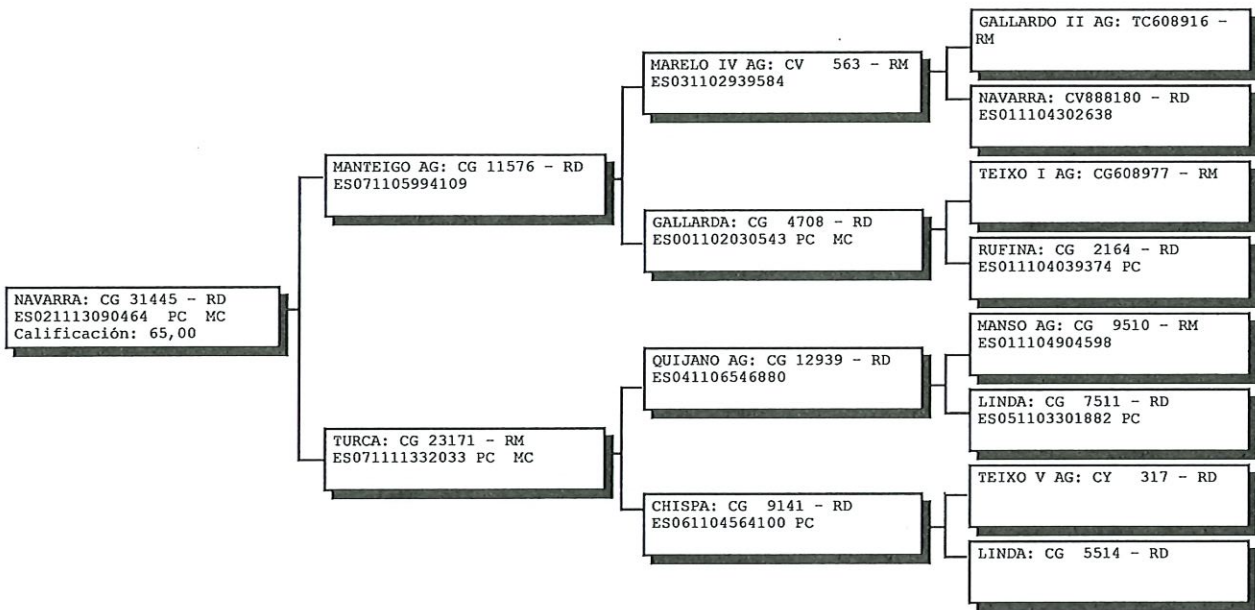 NAVARRA: CG 31445 - RD
ES021113090464 PC MC
Calificación: 65,00
MANTEIGO AG: CG 11576 - RD
ES071105994109
TURCA: CG 23171 - RM
ES071111332033 PC MC
MARELO IV AG: CV 563 - RM
ES031102939584
GALLARDA: CG 4708 - RD
ES001102030543 PC MC
QUIJANO AG: CG 12939 - RD
ES041106546880
CHISPA: CG 9141 - RD
ES061104564100 PC
GALLARDO II AG: TC608916 -
RM
NAVARRA: CV888180 - RD
ES011104302638
TEIXO I AG: CG608977 - RM
RUFINA: CG 2164 - RD
ES011104039374 PC
MANSO AG: CG 9510 - RM
ES011104904598
LINDA: CG 7511 - RD
ES051103301882 PC
TEIXO V AG: CY 317 - RD
LINDA: CG 5514 - RD